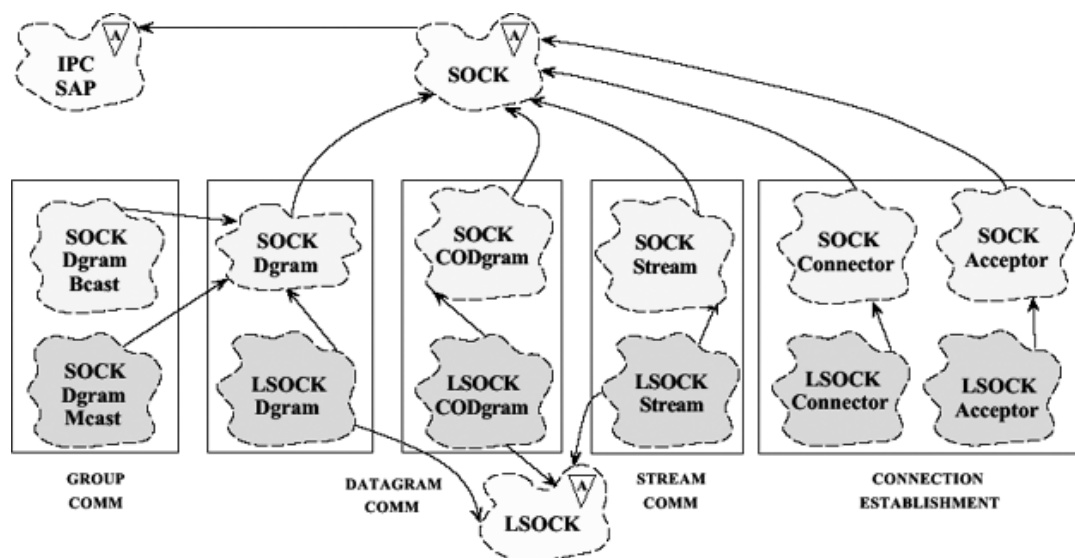 A
IPC
SAP
A
SOCK
SOCK
Dgram
Bcast
SOCK
Dgram
SOCK
CODgram
SOCK
Stream
SOCK
Connector
SOCK
Acceptor
SOCK
Dgram
Mcast
LSOCK
Dgram
LSOCK
CODgram
LSOCK
Stream
LSOCK
Connector
LSOCK
Acceptor
GROUP
COMM
DATAGRAM
COMM
A
LSOCK
STREAM
COMM
CONNECTION
ESTABLISHMENT